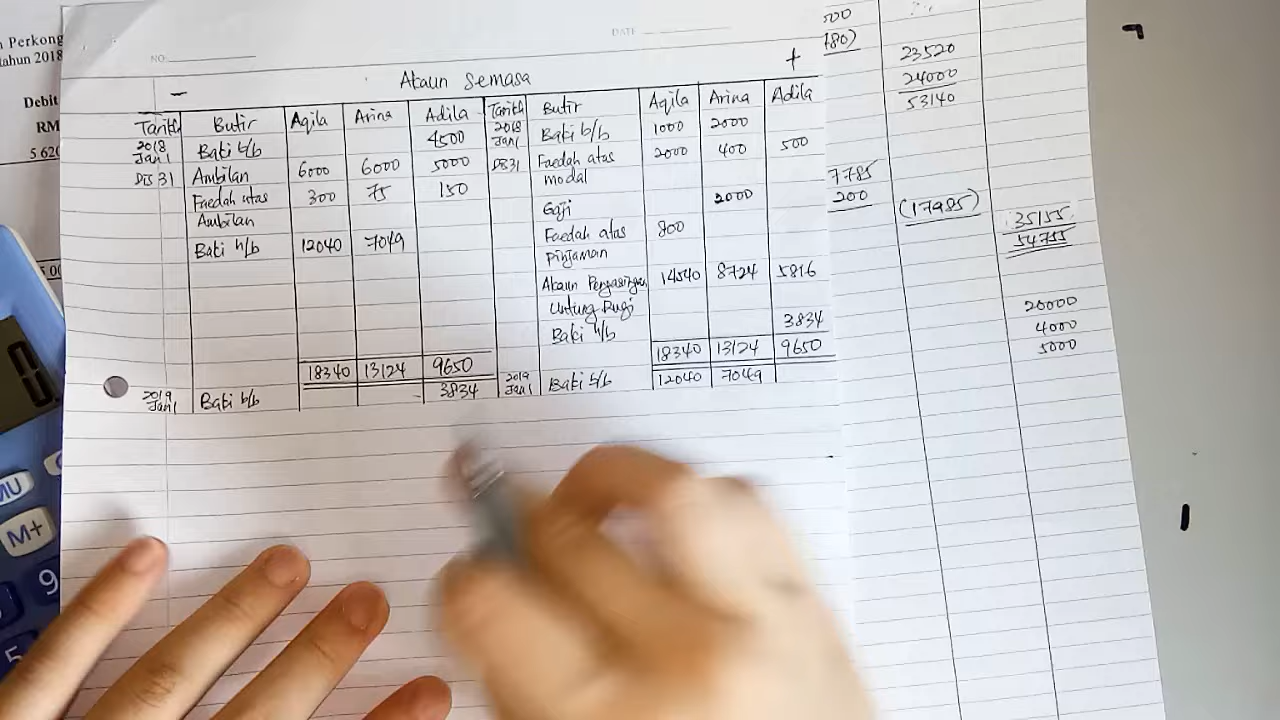 Perkong
tahun 2018
Debit
RM
5 620
NO.
DATE
Akaun Semasa
-
+
Tarikh Butir Aqila Arina Adila Tarikh Butir Aqila Arina Adila
2018 Jan 1 Baki b/b 4500 2018 Jan 1 Baki b/b 1000 2000
Dis 31 Ambilan 6000 6000 5000 Dis 31 Faedah atas 2000 400 500
Faedah atas 300 75 150 modal
Ambilan Gaji 2000
Baki h/b 12040 7049 Faedah atas 800
pinjaman
Akaun Pengasingan 14540 8724 5816
Untung Rugi
Baki h/b 3834
18340 13124 9650 18340 13124 9650
2019 Jan 1 Baki b/b 3834 2019 Jan 1 Baki b/b 12040 7049
500
180)
23520
24000
53140
7785
200
(17985)
35155
54755
20000
4000
5000
MU
M+
9
5